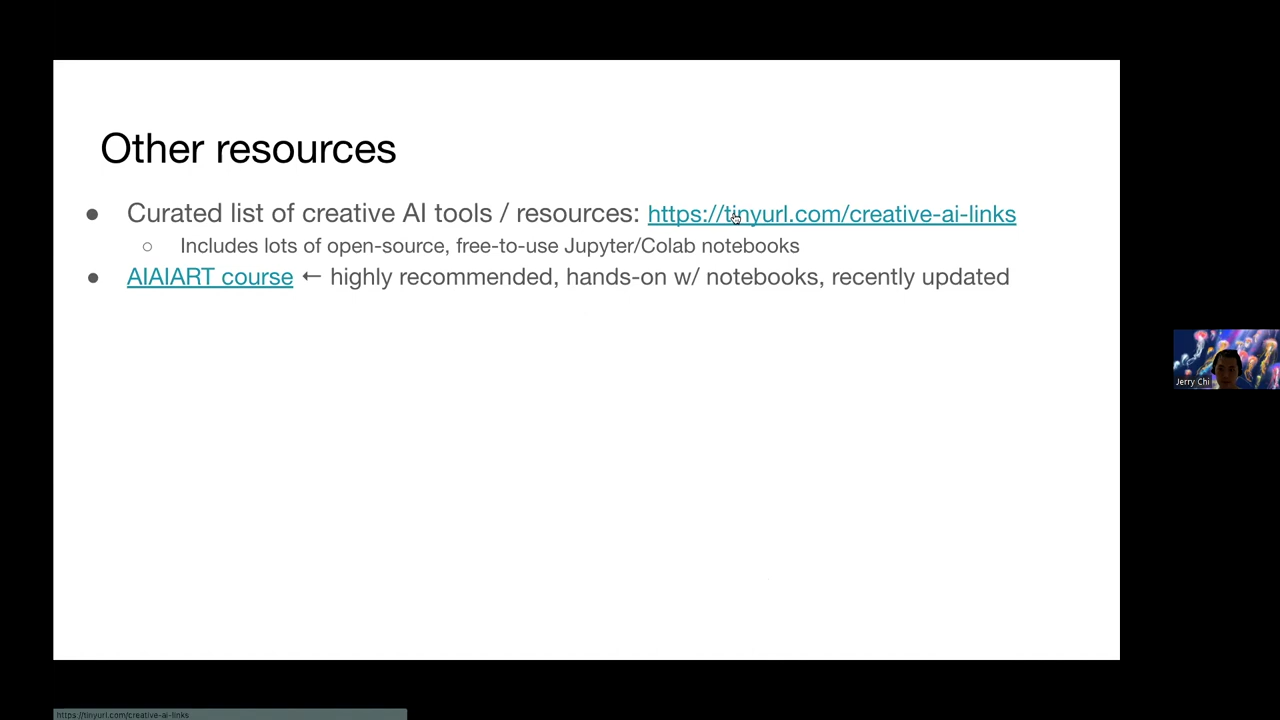 Other resources
● Curated list of creative AI tools / resources: https://tinyurl.com/creative-ai-links
○ Includes lots of open-source, free-to-use Jupyter/Colab notebooks
● AIAIART course ← highly recommended, hands-on w/ notebooks, recently updated
Jerry Chi
https://tinyurl.com/creative-ai-links